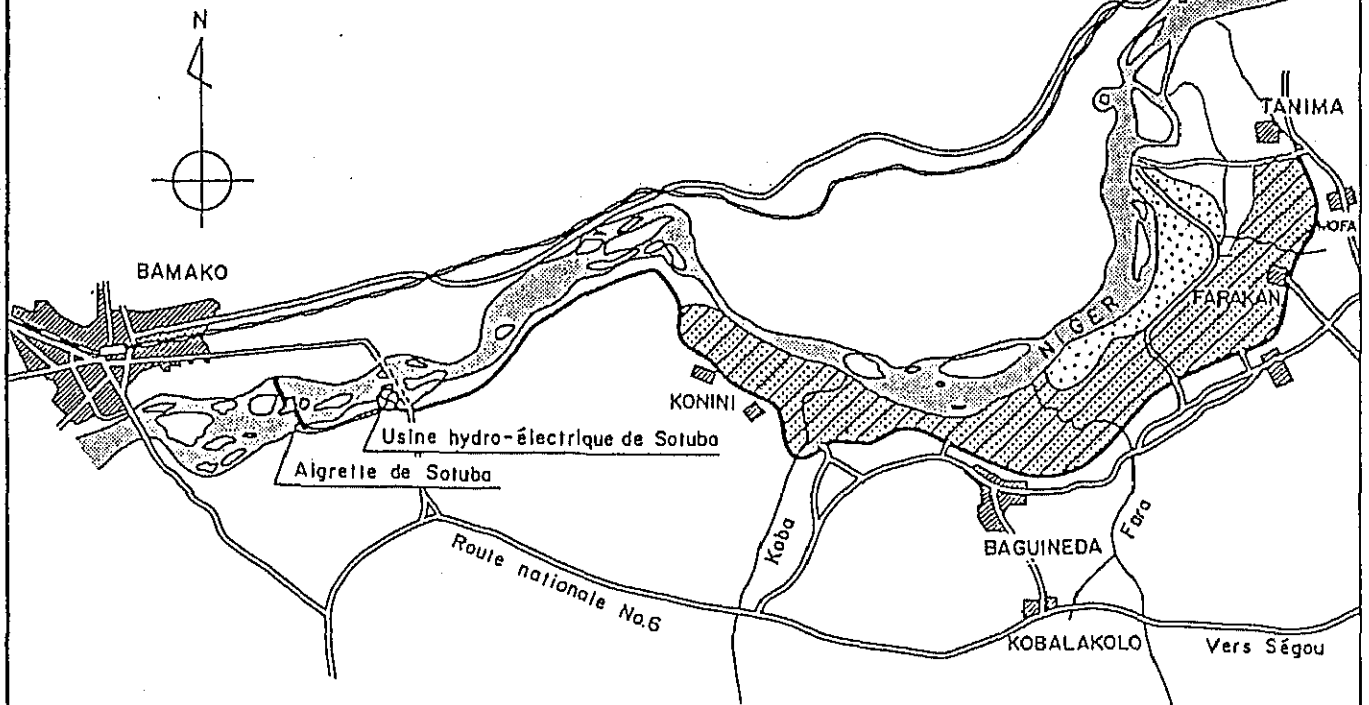 N
TANIMA
BAMAKO
FARAKAN
NIGER
KONINI
Usine hydro-électrique de Sotuba
Aigrette de Sotuba
Koba
Fara
BAGUINEDA
Route nationale No.6
KOBALAKOLO
Vers Ségou